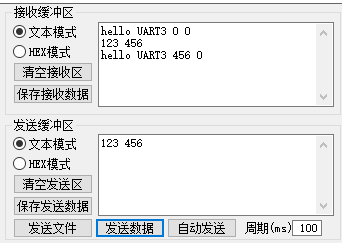 接收缓冲区
文本模式
HEX模式
清空接收区
保存接收数据
hello UART3 0 0
123 456
hello UART3 456 0
发送缓冲区
文本模式
HEX模式
清空发送区
保存发送数据
123 456
发送文件 发送数据 自动发送 周期(ms) 100